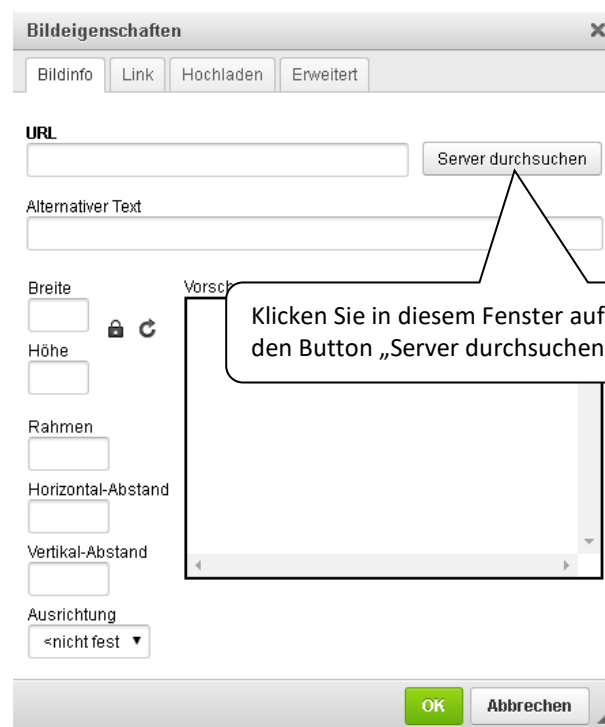 Bildeigenschaften
Bildinfo Link Hochladen Erweitert
URL
Server durchsuchen
Alternativer Text
Breite
Klicken Sie in diesem Fenster auf
den Button „Server durchsuchen
Höhe
Rahmen
Horizontal-Abstand
Vertikal-Abstand
Ausrichtung
<nicht fest
OK Abbrechen